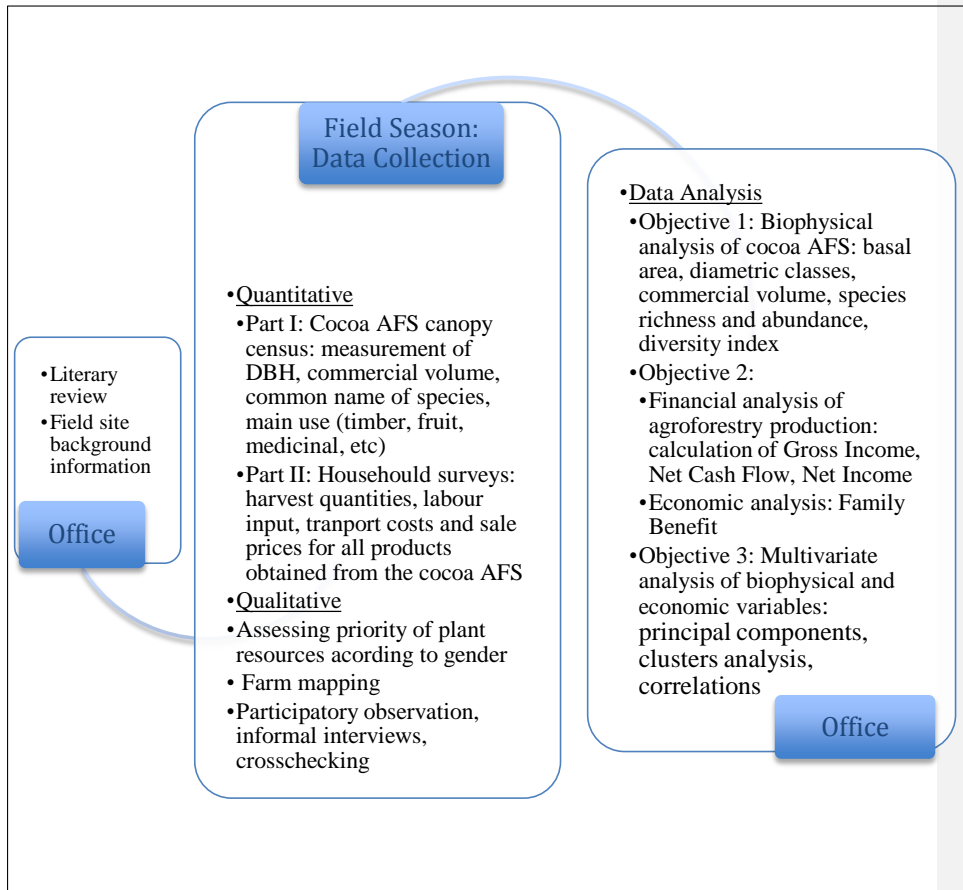 •Literary
review
•Field site
background
information
Office
Field Season:
Data Collection
•Quantitative
•Part I: Cocoa AFS canopy
census: measurement of
DBH, commercial volume,
common name of species,
main use (timber, fruit,
medicinal, etc)
•Part II: Househould surveys:
harvest quantities, labour
input, tranport costs and sale
prices for all products
obtained from the cocoa AFS
•Qualitative
•Assessing priority of plant
resources acording to gender
• Farm mapping
•Participatory observation,
informal interviews,
crosschecking
•Data Analysis
•Objective 1: Biophysical
analysis of cocoa AFS: basal
area, diametric classes,
commercial volume, species
richness and abundance,
diversity index
•Objective 2:
•Financial analysis of
agroforestry production:
calculation of Gross Income,
Net Cash Flow, Net Income
•Economic analysis: Family
Benefit
•Objective 3: Multivariate
analysis of biophysical and
economic variables:
principal components,
clusters analysis,
correlations
Office